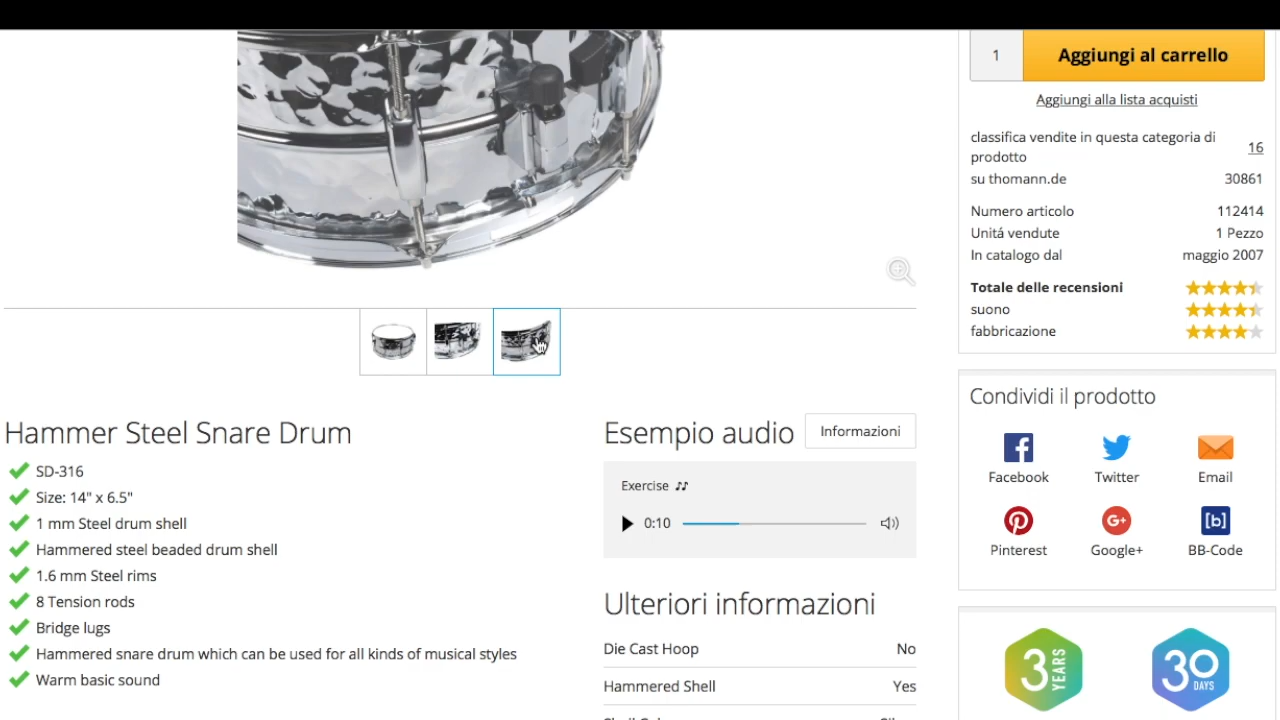 1
Aggiungi al carrello
Aggiungi alla lista acquisti
classifica vendite in questa categoria di
prodotto
16
su thomann.de 30861
Numero articolo 112414
Unitá vendute 1 Pezzo
In catalogo dal maggio 2007
Totale delle recensioni
suono
fabbricazione
Hammer Steel Snare Drum
SD-316
Size: 14" x 6.5"
1 mm Steel drum shell
Hammered steel beaded drum shell
1.6 mm Steel rims
8 Tension rods
Bridge lugs
Hammered snare drum which can be used for all kinds of musical styles
Warm basic sound
Esempio audio
Informazioni
Exercise
0:10
Ulteriori informazioni
Die Cast Hoop No
Hammered Shell Yes
Condividi il prodotto
Facebook Twitter Email
Pinterest Google+ BB-Code
3 YEARS
30 DAYS